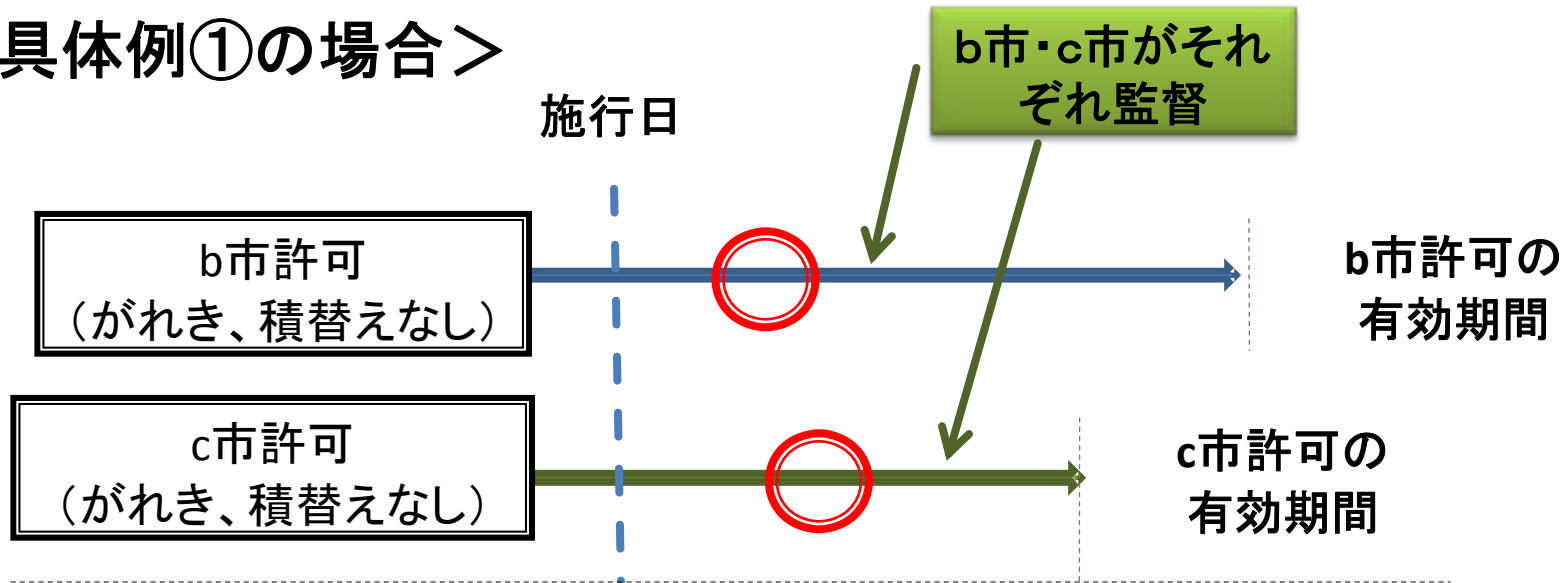 具体例①の場合＞
b市・c市がそれ
ぞれ監督
施行日
b市許可
（がれき、積替えなし）
b市許可の
有効期間
c市許可
（がれき、積替えなし）
c市許可の
有効期間